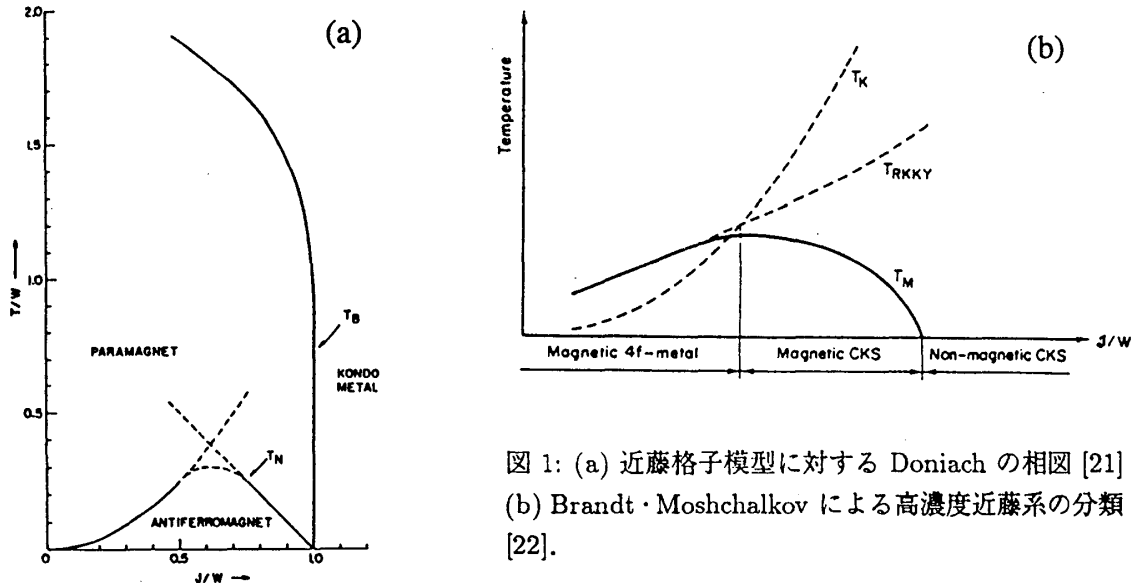 (a)
2.0
1.5
1.0
0.5
T/W
PARAMAGNET
T_B
KONDO
METAL
T_N
ANTIFERROMAGNET
0
0.5
1.0
J/W
(b)
Temperature
T_K
T_RKKY
T_M
J/W
Magnetic 4f-metal
Magnetic CKS
Non-magnetic CKS
図 1: (a) 近藤格子模型に対する Doniach の相図 [21]
(b) Brandt・Moshchalkov による高濃度近藤系の分類
[22].